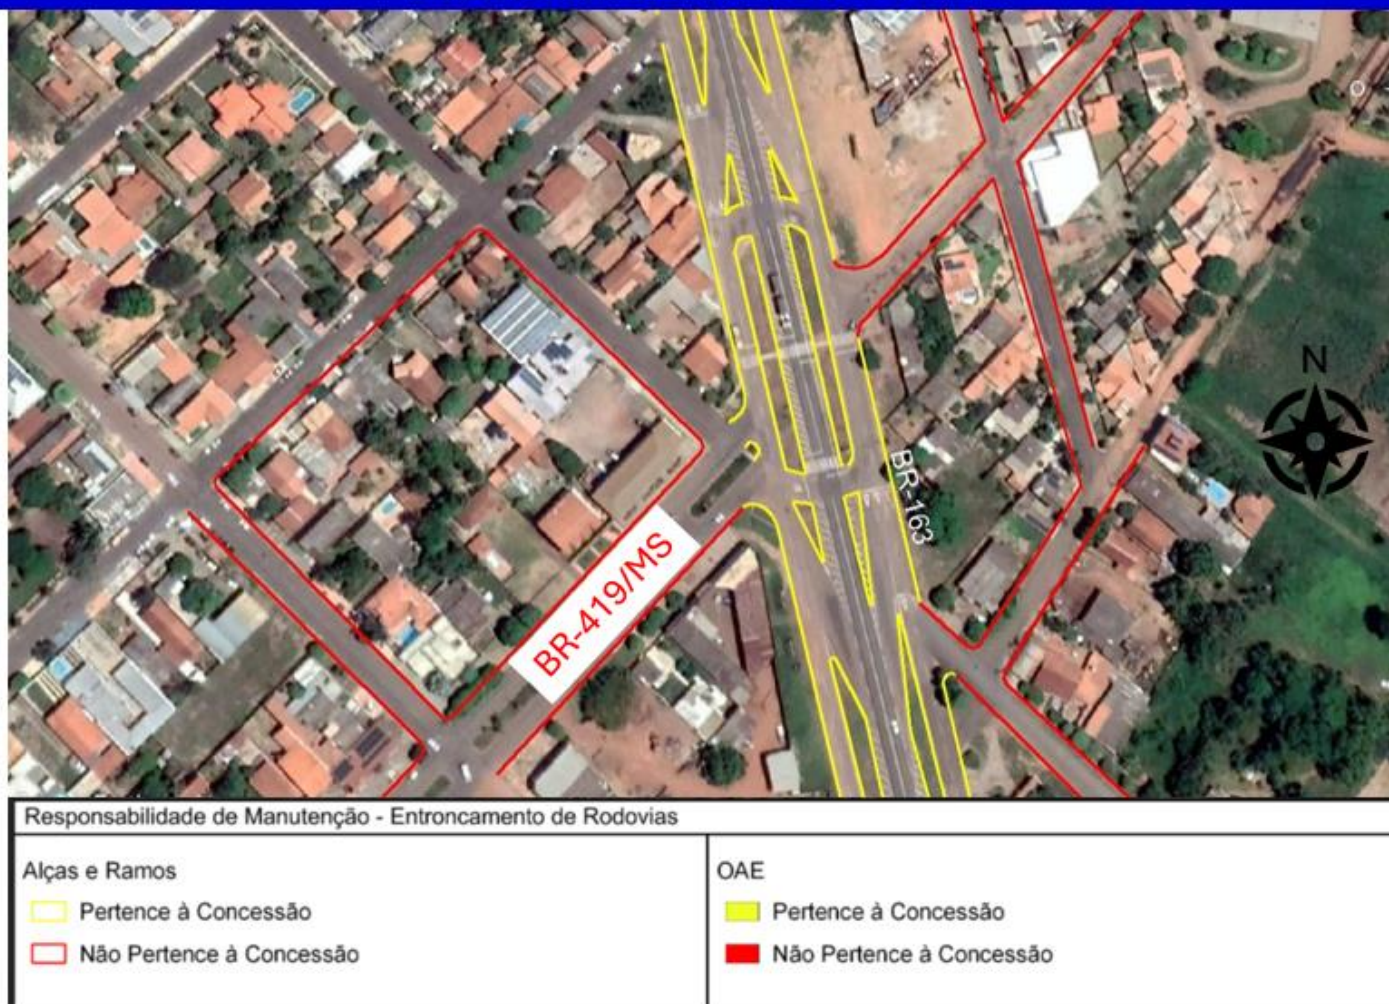 N
BR-163
BR-419/MS
Responsabilidade de Manutenção - Entroncamento de Rodovias
Alças e Ramos
Pertence à Concessão
Não Pertence à Concessão
OAE
Pertence à Concessão
Não Pertence à Concessão